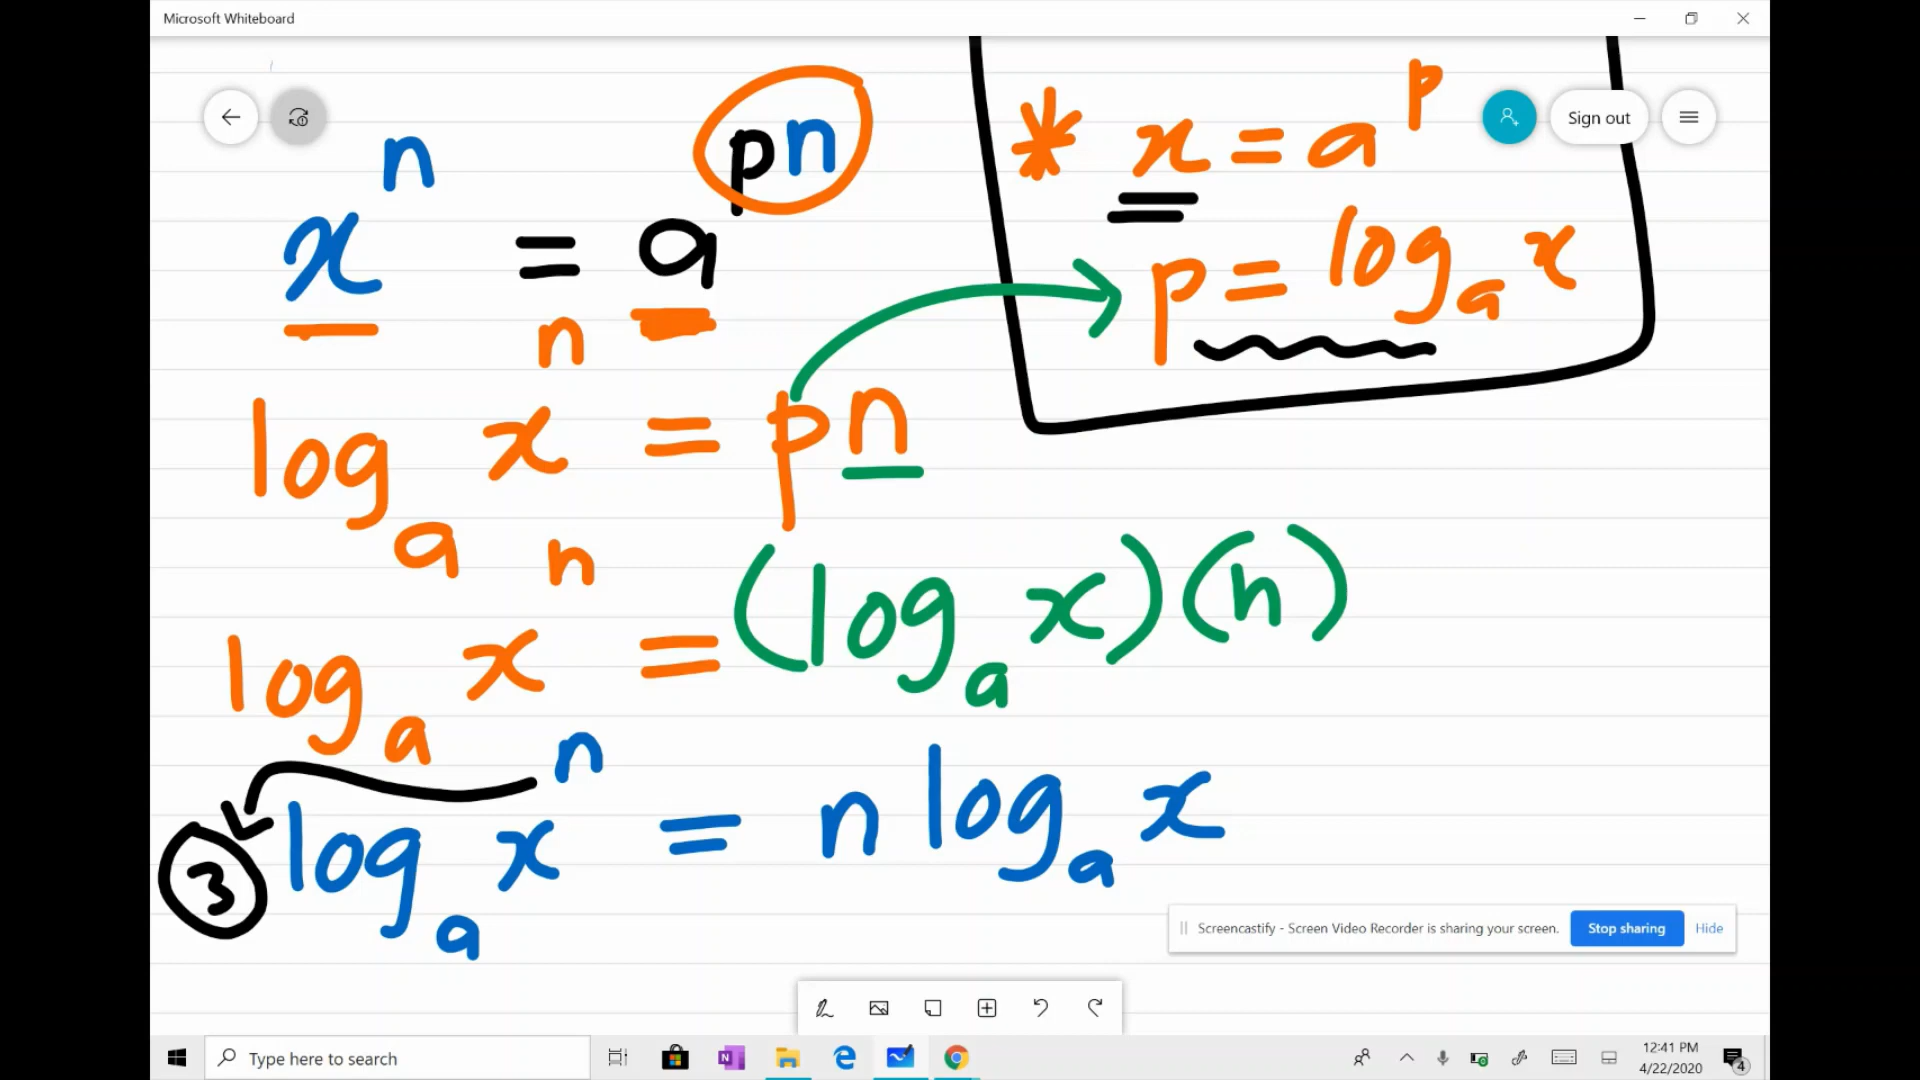 Microsoft Whiteboard
* x = a^p
Sign out
x^n = a^pn
p = log_a x
log_a x^n = pn
log_a x^n = (log_a x)(n)
③ log_a x^n = n log_a x
Screencastify - Screen Video Recorder is sharing your screen. Stop sharing Hide
Type here to search
N
12:41 PM
4/22/2020
4